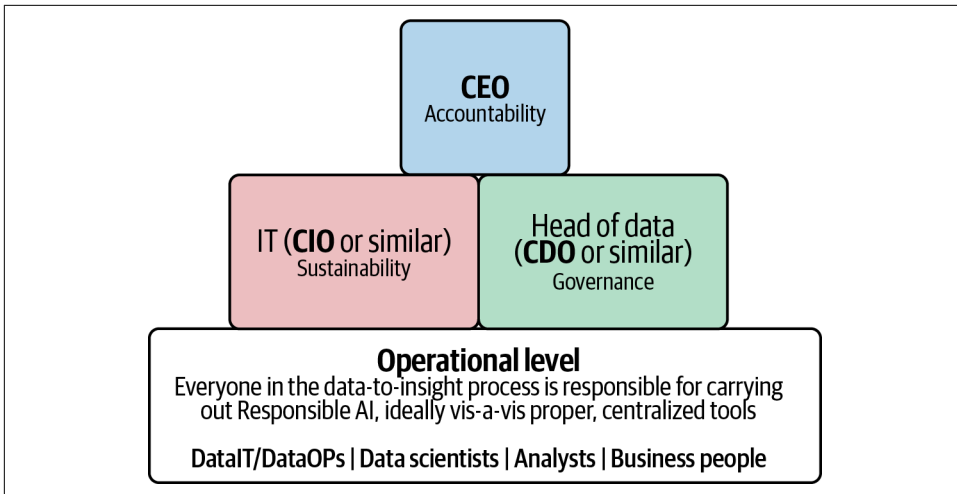 CEO
Accountability
IT (CIO or similar)
Sustainability
Head of data
(CDO or similar)
Governance
Operational level
Everyone in the data-to-insight process is responsible for carrying
out Responsible AI, ideally vis-a-vis proper, centralized tools
DataIT/DataOPs | Data scientists | Analysts | Business people